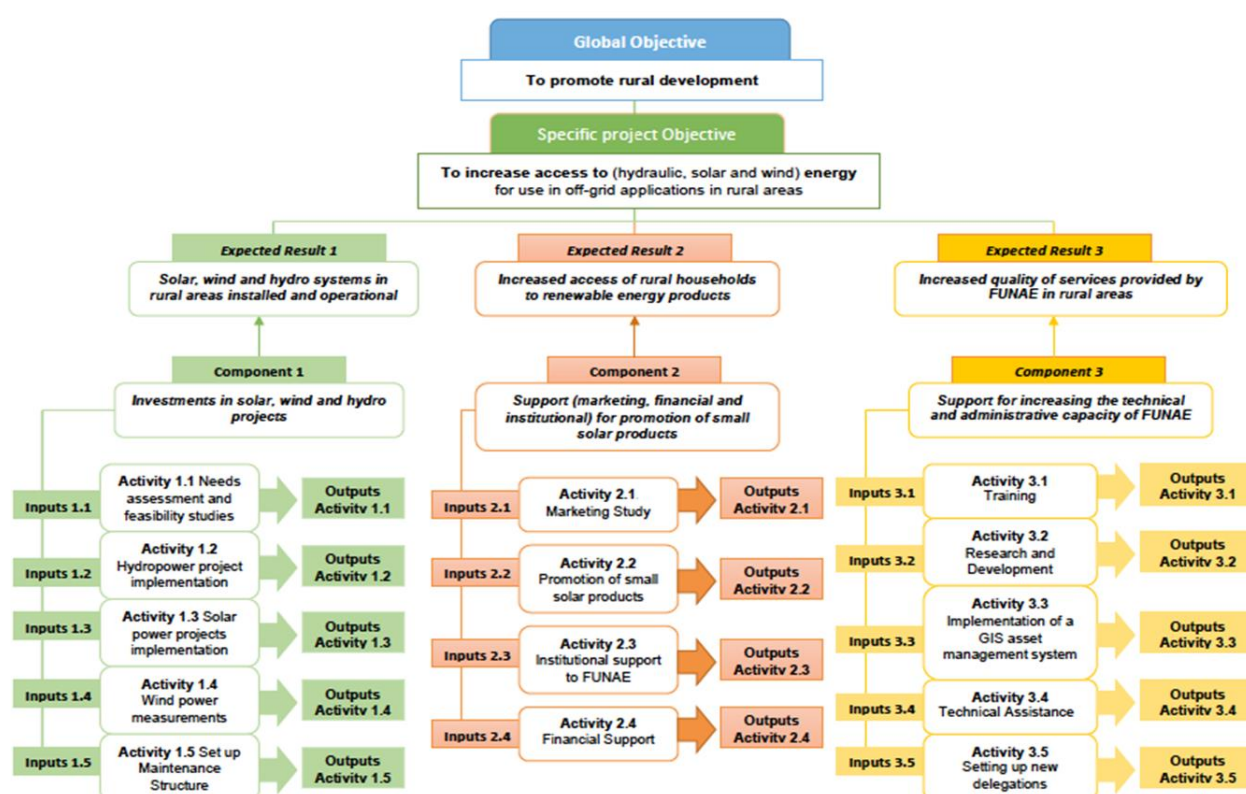 Global Objective
To promote rural development
Specific project Objective
To increase access to (hydraulic, solar and wind) energy
for use in off-grid applications in rural areas
Expected Result 1
Solar, wind and hydro systems in
rural areas installed and operational
Expected Result 2
Increased access of rural households
to renewable energy products
Expected Result 3
Increased quality of services provided by
FUNAE in rural areas
Component 1
Investments in solar, wind and hydro
projects
Component 2
Support (marketing, financial and
institutional) for promotion of small
solar products
Component 3
Support for increasing the technical
and administrative capacity of FUNAE
Inputs 1.1
Activity 1.1 Needs
assessment and
feasibility studies
Outputs
Activity 1.1
Inputs 1.2
Activity 1.2
Hydropower project
implementation
Outputs
Activity 1.2
Inputs 1.3
Activity 1.3 Solar
power projects
implementation
Outputs
Activity 1.3
Inputs 1.4
Activity 1.4
Wind power
measurements
Outputs
Activity 1.4
Inputs 1.5
Activity 1.5 Set up
Maintenance
Structure
Outputs
Activity 1.5
Inputs 2.1
Activity 2.1
Marketing Study
Outputs
Activity 2.1
Inputs 2.2
Activity 2.2
Promotion of small
solar products
Outputs
Activity 2.2
Inputs 2.3
Activity 2.3
Institutional support
to FUNAE
Outputs
Activity 2.3
Inputs 2.4
Activity 2.4
Financial Support
Outputs
Activity 2.4
Inputs 3.1
Activity 3.1
Training
Outputs
Activity 3.1
Inputs 3.2
Activity 3.2
Research and
Development
Outputs
Activity 3.2
Inputs 3.3
Activity 3.3
Implementation of a
GIS asset
management system
Outputs
Activity 3.3
Inputs 3.4
Activity 3.4
Technical Assistance
Outputs
Activity 3.4
Inputs 3.5
Activity 3.5
Setting up new
delegations
Outputs
Activity 3.5